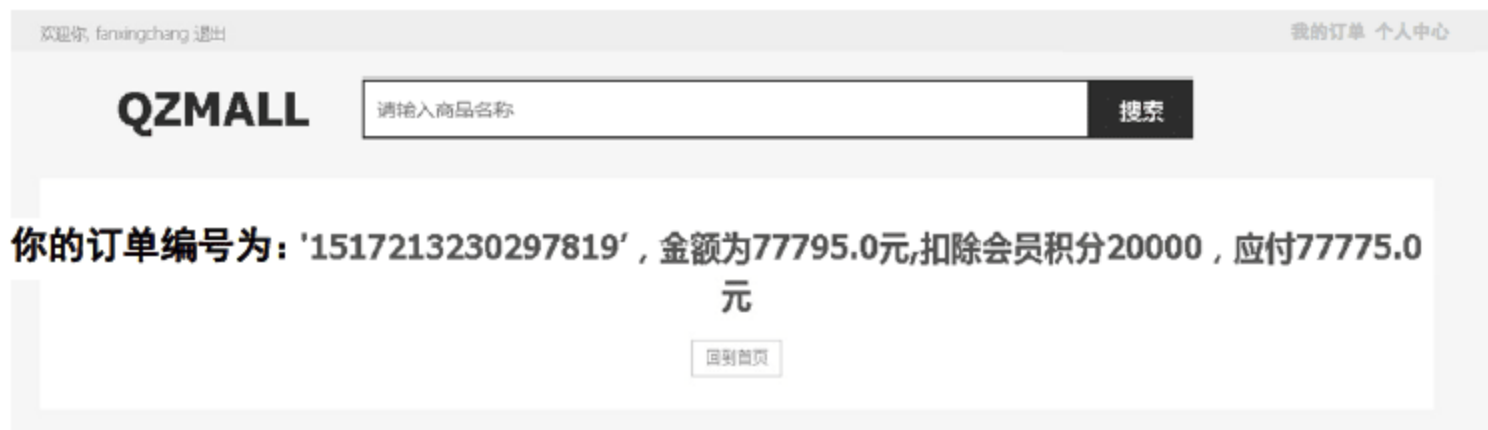 欢迎你, fanxingchang 退出
我的订单 个人中心
QZMALL
请输入商品名称
搜索
你的订单编号为：'1517213230297819'，金额为77795.0元,扣除会员积分20000，应付77775.0
元
回到首页